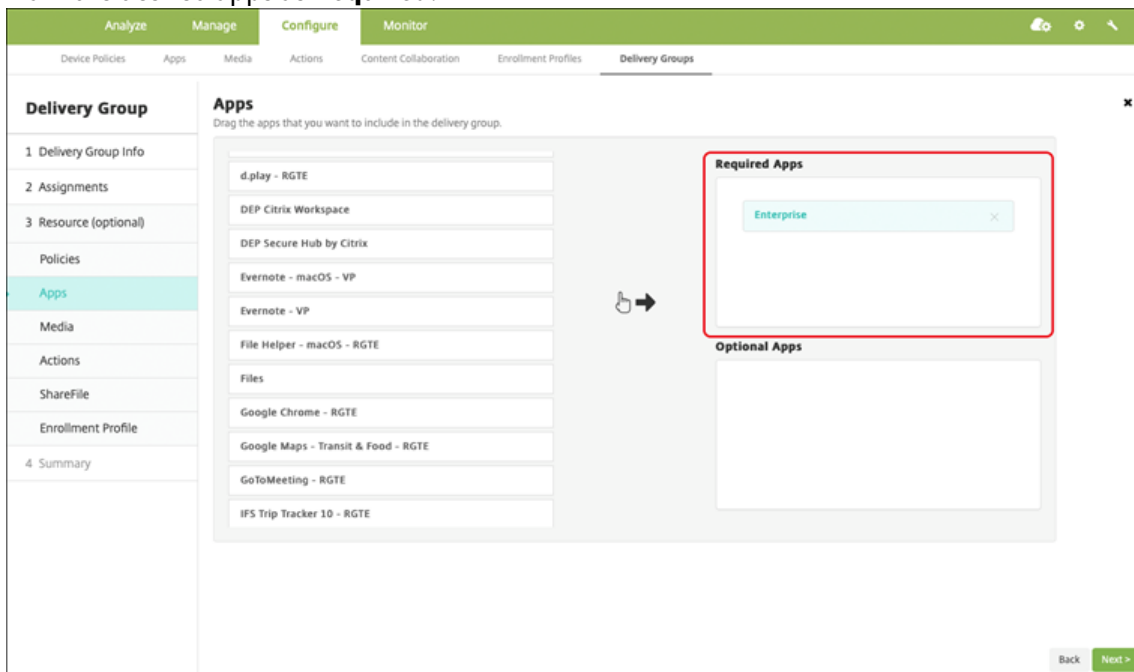 Analyze Manage Configure Monitor
Device Policies Apps Media Actions Content Collaboration Enrollment Profiles Delivery Groups
Delivery Group
1 Delivery Group Info
2 Assignments
3 Resource (optional)
Policies
Apps
Media
Actions
ShareFile
Enrollment Profile
4 Summary
Apps
Drag the apps that you want to include in the delivery group.
d.play - RGTE
DEP Citrix Workspace
DEP Secure Hub by Citrix
Evernote - macOS - VP
Evernote - VP
File Helper - macOS - RGTE
Files
Google Chrome - RGTE
Google Maps - Transit & Food - RGTE
GoToMeeting - RGTE
IFS Trip Tracker 10 - RGTE
Required Apps
Enterprise
Optional Apps
Back Next >